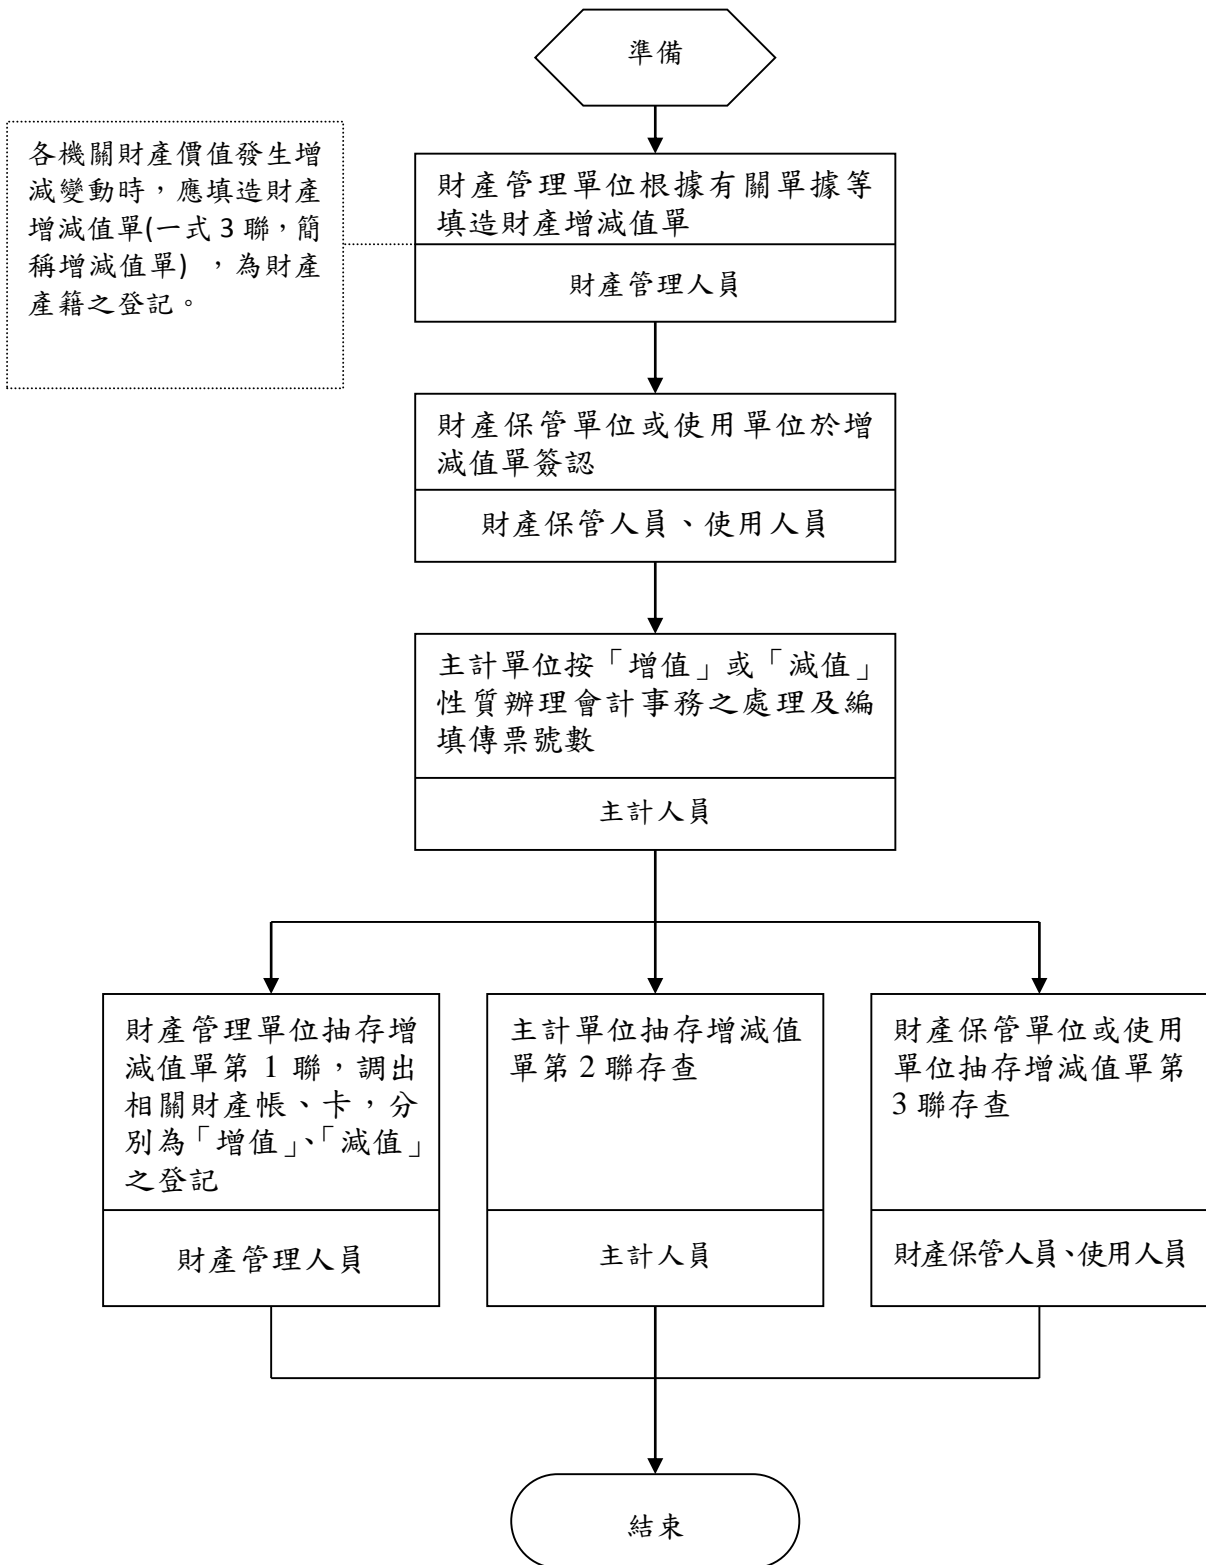 準備
各機關財產價值發生增
減變動時，應填造財產
增減值單(一式 3 聯，簡
稱增減值單) ，為財產
產籍之登記。
財產管理單位根據有關單據等
填造財產增減值單
財產管理人員
財產保管單位或使用單位於增
減值單簽認
財產保管人員、使用人員
主計單位按「增值」或「減值」
性質辦理會計事務之處理及編
填傳票號數
主計人員
財產管理單位抽存增
減值單第 1 聯，調出
相關財產帳、卡，分
別為「增值」、「減值」
之登記
財產管理人員
主計單位抽存增減值
單第 2 聯存查
主計人員
財產保管單位或使用
單位抽存增減值單第
3 聯存查
財產保管人員、使用人員
結束